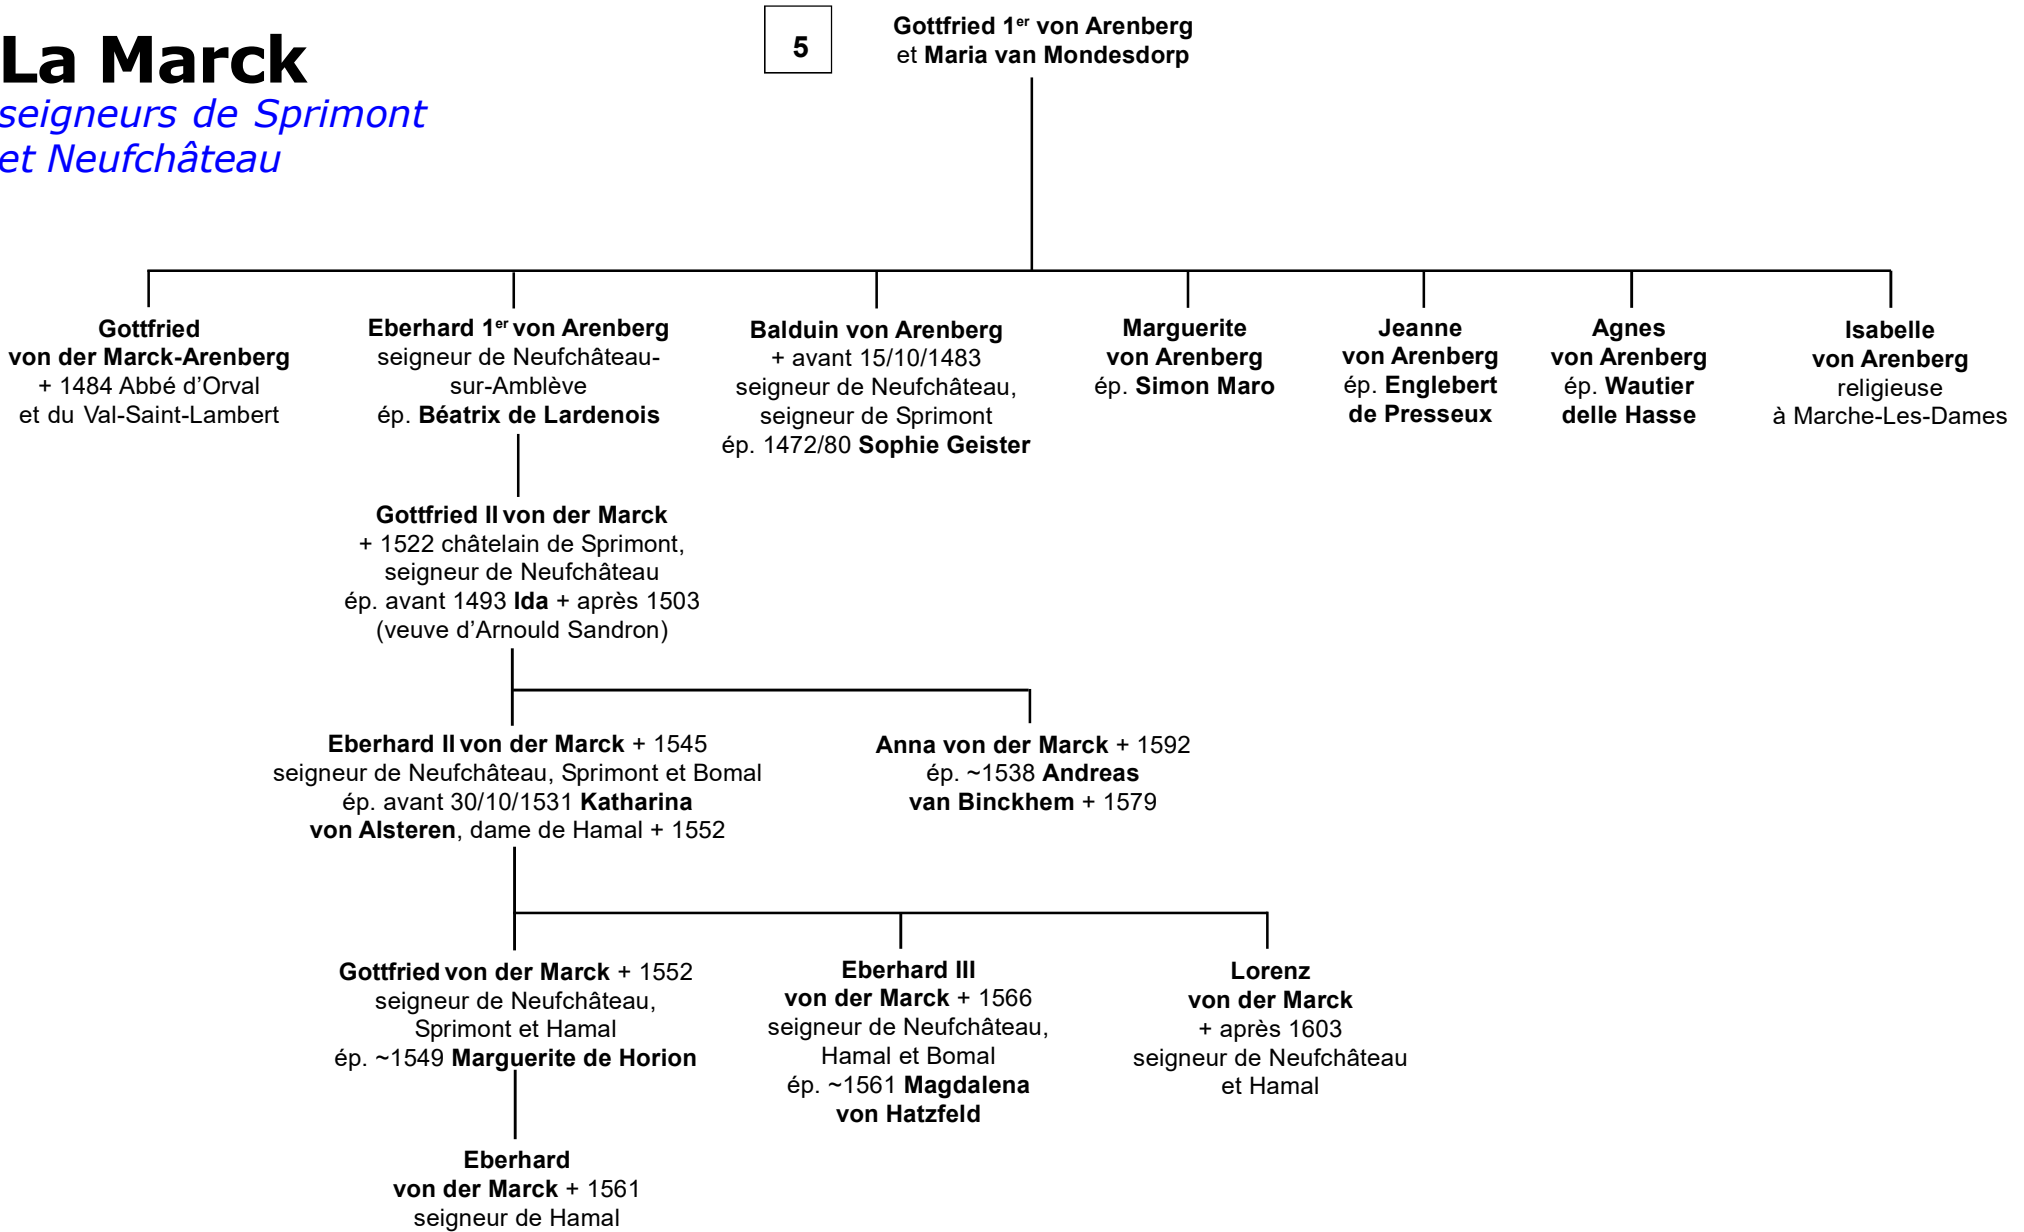 La Marck
seigneurs de Sprimont
et Neufchâteau
5
Gottfried 1er von Arenberg
et Maria van Mondesdorp
Gottfried
von der Marck-Arenberg
+ 1484 Abbé d'Orval
et du Val-Saint-Lambert
Eberhard 1er von Arenberg
seigneur de Neufchâteau-
sur-Amblève
ép. Béatrix de Lardenois
Balduin von Arenberg
+ avant 15/10/1483
seigneur de Neufchâteau,
seigneur de Sprimont
ép. 1472/80 Sophie Geister
Marguerite
von Arenberg
ép. Simon Maro
Jeanne
von Arenberg
ép. Englebert
de Presseux
Agnes
von Arenberg
ép. Wautier
delle Hasse
Isabelle
von Arenberg
religieuse
à Marche-Les-Dames
Gottfried II von der Marck
+ 1522 châtelain de Sprimont,
seigneur de Neufchâteau
ép. avant 1493 Ida + après 1503
(veuve d'Arnould Sandron)
Eberhard II von der Marck + 1545
seigneur de Neufchâteau, Sprimont et Bomal
ép. avant 30/10/1531 Katharina
von Alsteren, dame de Hamal + 1552
Anna von der Marck + 1592
ép. ~1538 Andreas
van Binckhem + 1579
Gottfried von der Marck + 1552
seigneur de Neufchâteau,
Sprimont et Hamal
ép. ~1549 Marguerite de Horion
Eberhard III
von der Marck + 1566
seigneur de Neufchâteau,
Hamal et Bomal
ép. ~1561 Magdalena
von Hatzfeld
Lorenz
von der Marck
+ après 1603
seigneur de Neufchâteau
et Hamal
Eberhard
von der Marck + 1561
seigneur de Hamal